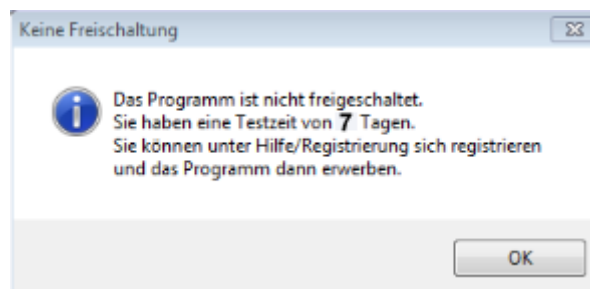 Keine Freischaltung
Das Programm ist nicht freigeschaltet.
Sie haben eine Testzeit von 7 Tagen.
Sie können unter Hilfe/Registrierung sich registrieren
und das Programm dann erwerben.
OK